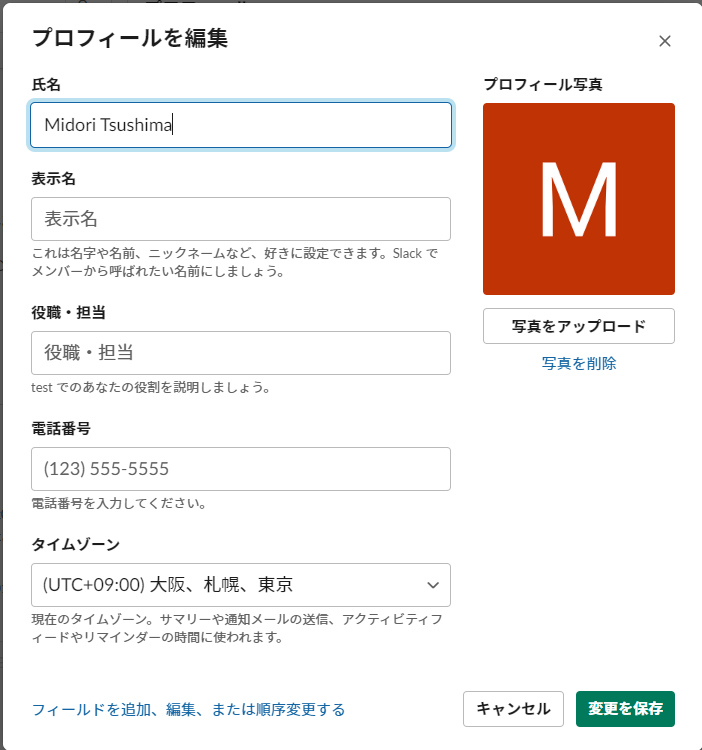 プロフィールを編集
氏名
Midori Tsushima
表示名
表示名
これは名字や名前、ニックネームなど、好きに設定できます。Slack で
メンバーから呼ばれたい名前にしましょう。
役職・担当
役職・担当
test でのあなたの役割を説明しましょう。
電話番号
(123) 555-5555
電話番号を入力してください。
タイムゾーン
(UTC+09:00) 大阪、札幌、東京
現在のタイムゾーン。サマリーや通知メールの送信、アクティビティフ
ィードやリマインダーの時間に使われます。
プロフィール写真
M
写真をアップロード
写真を削除
フィールドを追加、編集、または順序変更する
キャンセル
変更を保存